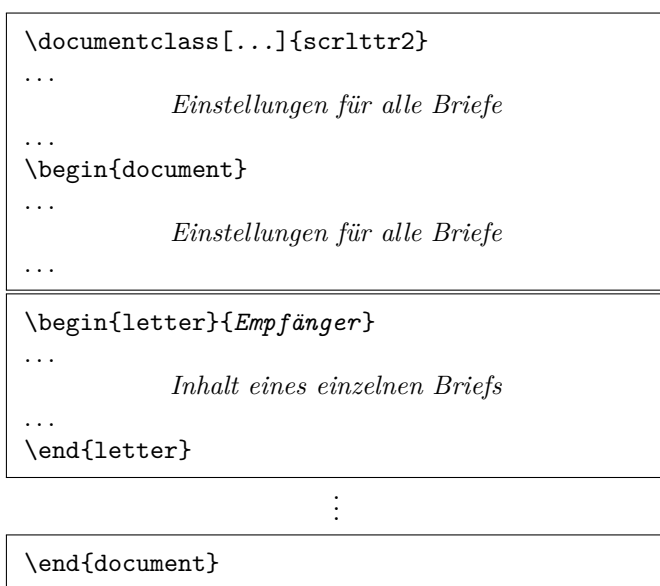 \documentclass[...]{scrlttr2}
...
Einstellungen für alle Briefe
...
\begin{document}
...
Einstellungen für alle Briefe
...
\begin{letter}{Empfänger}
...
Inhalt eines einzelnen Briefs
...
\end{letter}
⋮
\end{document}